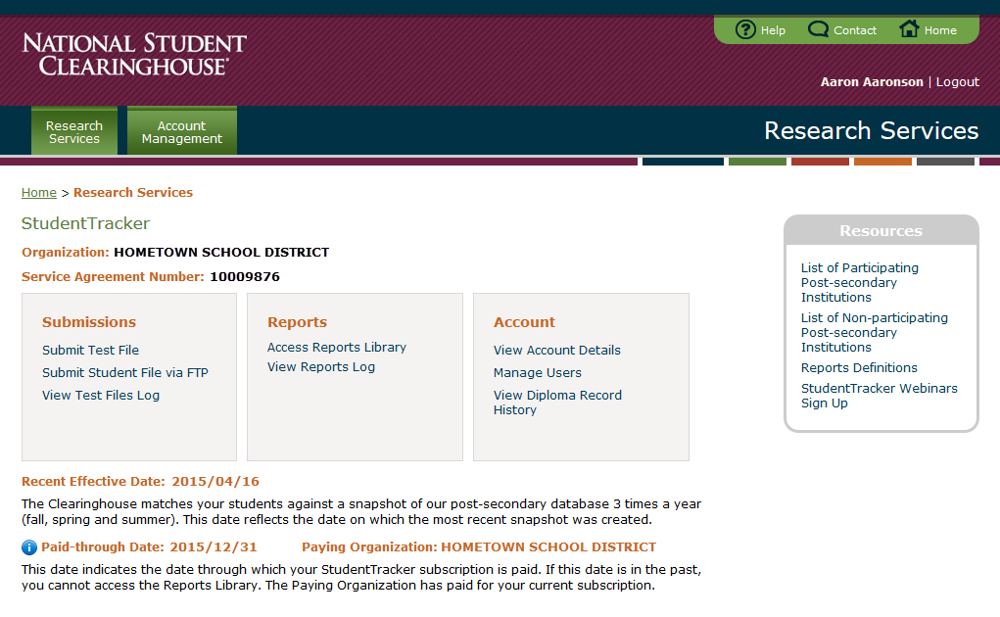 Help Contact Home
NATIONAL STUDENT
CLEARINGHOUSE®
Aaron Aaronson | Logout
Research
Services
Account
Management
Research Services
Home > Research Services
StudentTracker
Organization: HOMETOWN SCHOOL DISTRICT
Service Agreement Number: 10009876
Submissions
Submit Test File
Submit Student File via FTP
View Test Files Log
Reports
Access Reports Library
View Reports Log
Account
View Account Details
Manage Users
View Diploma Record
History
Resources
List of Participating
Post-secondary
Institutions
List of Non-participating
Post-secondary
Institutions
Reports Definitions
StudentTracker Webinars
Sign Up
Recent Effective Date: 2015/04/16
The Clearinghouse matches your students against a snapshot of our post-secondary database 3 times a year
(fall, spring and summer). This date reflects the date on which the most recent snapshot was created.
Paid-through Date: 2015/12/31 Paying Organization: HOMETOWN SCHOOL DISTRICT
This date indicates the date through which your StudentTracker subscription is paid. If this date is in the past,
you cannot access the Reports Library. The Paying Organization has paid for your current subscription.